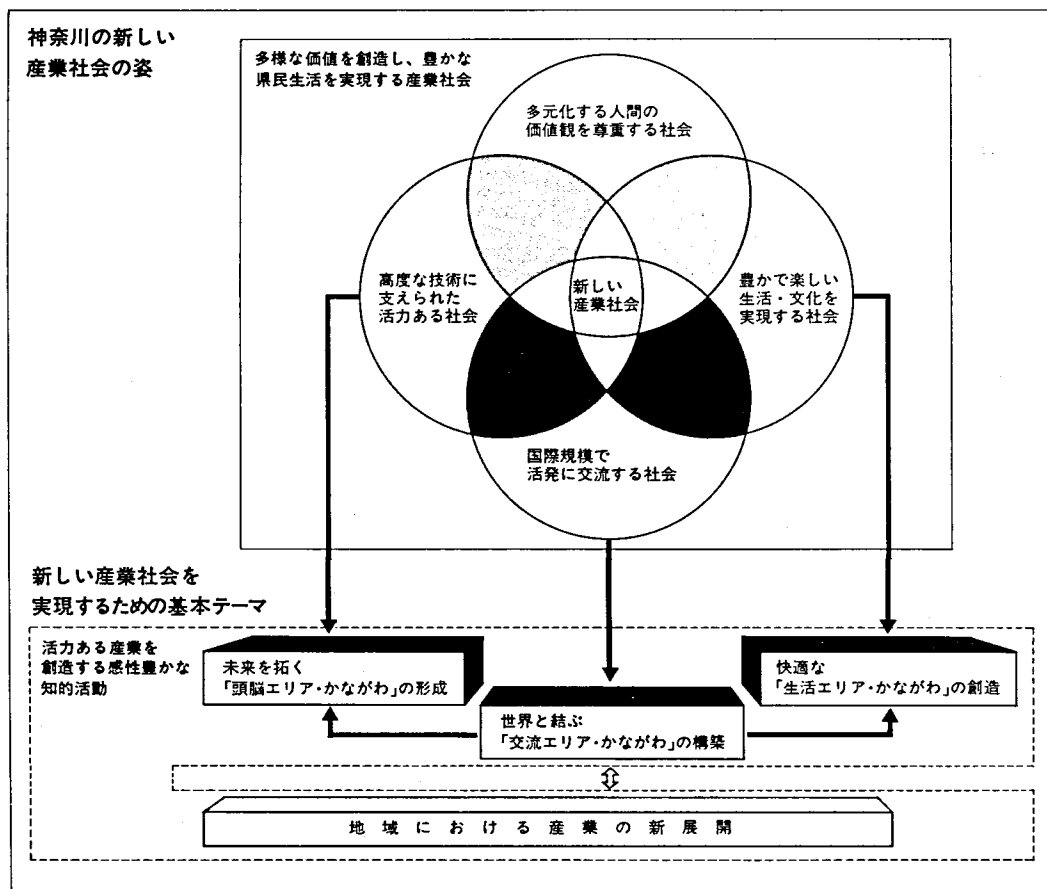 神奈川の新しい
産業社会の姿
多様な価値を創造し、豊かな
県民生活を実現する産業社会
多元化する人間の
価値観を尊重する社会
高度な技術に
支えられた
活力ある社会
新しい
産業社会
豊かで楽しい
生活・文化を
実現する社会
国際規模で
活発に交流する社会
新しい産業社会を
実現するための基本テーマ
活力ある産業を
創造する感性豊かな
知的活動
未来を拓く
「頭脳エリア・かながわ」の形成
世界と結ぶ
「交流エリア・かながわ」の構築
快適な
「生活エリア・かながわ」の創造
地域における産業の新展開